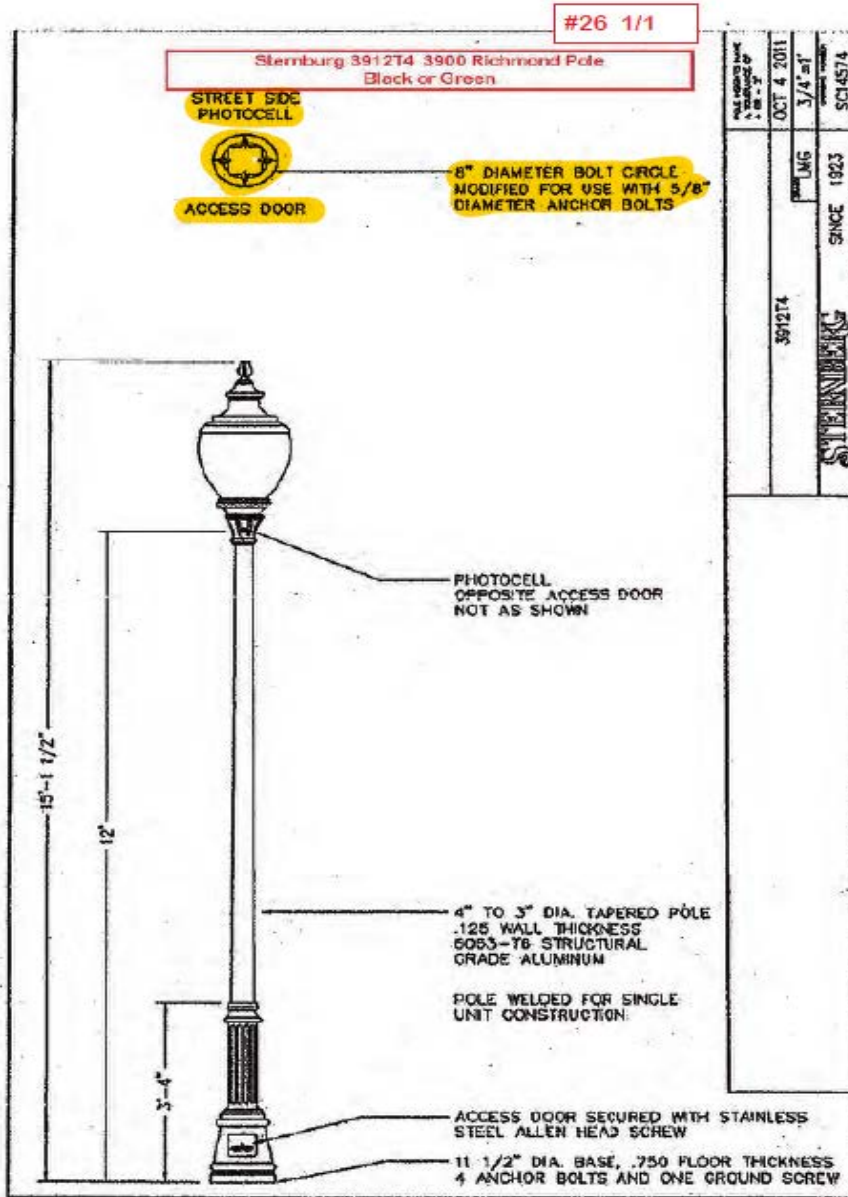 #26 1/1
Sternburg 3912T4 3900 Richmond Pole
Black or Green
STREET SIDE
PHOTOCELL
8" DIAMETER BOLT CIRCLE
MODIFIED FOR USE WITH 5/8"
DIAMETER ANCHOR BOLTS
ACCESS DOOR
PHOTOCELL
OPPOSITE ACCESS DOOR
NOT AS SHOWN
15'-1 1/2"
12'
4" TO 3" DIA. TAPERED POLE
.125 WALL THICKNESS
6063-T6 STRUCTURAL
GRADE ALUMINUM
POLE WELDED FOR SINGLE
UNIT CONSTRUCTION
3'-4"
ACCESS DOOR SECURED WITH STAINLESS
STEEL ALLEN HEAD SCREW
11 1/2" DIA. BASE, .750 FLOOR THICKNESS
4 ANCHOR BOLTS AND ONE GROUND SCREW
OCT 4 2011
3/4"=1'
LMG
SC14574
3912T4
STERNBERG
SINCE 1923